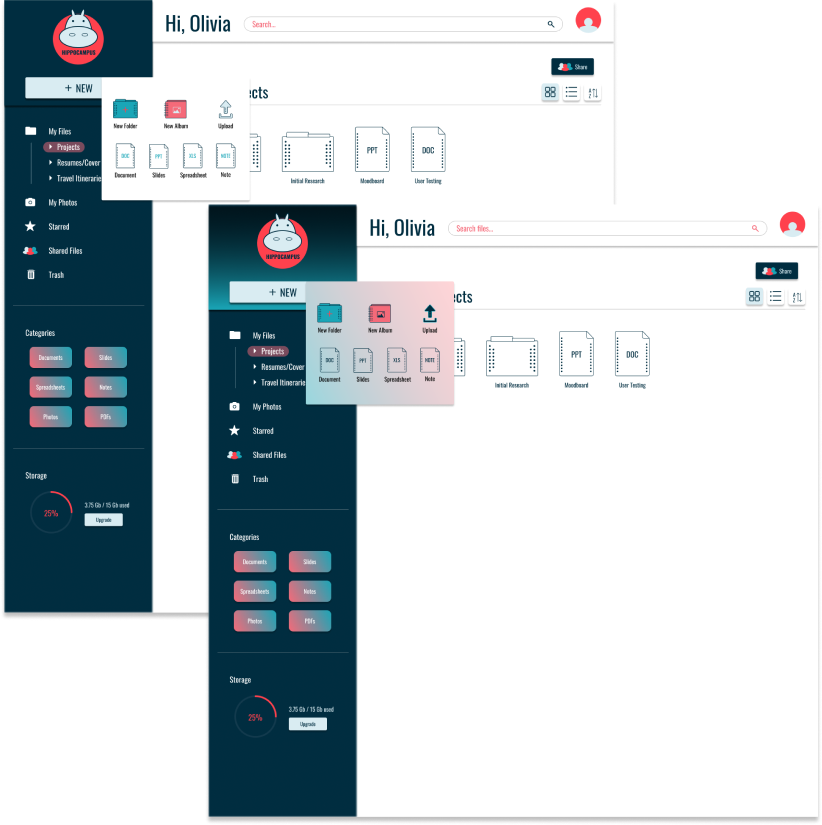 HIPPOCAMPUS
Hi, Olivia
Search...
+ NEW
Share
cts
New Folder
New Album
Upload
DOC
PPT
XLS
NOTE
Document
Slides
Spreadsheet
Note
PPT
DOC
Initial Research
Moodboard
User Testing
My Files
Projects
Resumes/Cover
Travel Itinerarie
My Photos
Starred
Shared Files
Trash
Categories
Documents
Slides
Spreadsheets
Notes
Photos
PDFs
Storage
25%
3.75 Gb / 15 Gb used
Upgrade
HIPPOCAMPUS
Hi, Olivia
Search files...
+ NEW
Share
ects
New Folder
New Album
Upload
DOC
PPT
XLS
NOTE
Document
Slides
Spreadsheet
Note
PPT
DOC
Initial Research
Moodboard
User Testing
My Files
Projects
Resumes/Cover
Travel Itinerarie
My Photos
Starred
Shared Files
Trash
Categories
Documents
Slides
Spreadsheets
Notes
Photos
PDFs
Storage
25%
3.75 Gb / 15 Gb used
Upgrade